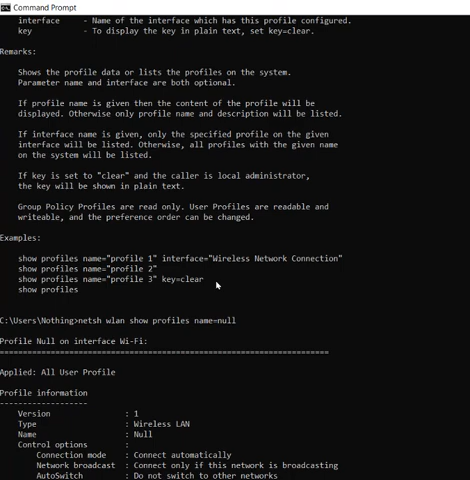 Command Prompt
interface - Name of the interface which has this profile configured.
key - To display the key in plain text, set key=clear.
Remarks:
Shows the profile data or lists the profiles on the system.
Parameter name and interface are both optional.
If profile name is given then the content of the profile will be
displayed. Otherwise only profile name and description will be listed.
If interface name is given, only the specified profile on the given
interface will be listed. Otherwise, all profiles with the given name
on the system will be listed.
If key is set to "clear" and the caller is local administrator,
the key will be shown in plain text.
Group Policy Profiles are read only. User Profiles are readable and
writeable, and the preference order can be changed.
Examples:
show profiles name="profile 1" interface="Wireless Network Connection"
show profiles name="profile 2"
show profiles name="profile 3" key=clear
show profiles
C:\Users\Nothing>netsh wlan show profiles name=null
Profile Null on interface Wi-Fi:
=======================================================================
Applied: All User Profile
Profile information
-------------------
Version : 1
Type : Wireless LAN
Name : Null
Control options :
Connection mode : Connect automatically
Network broadcast : Connect only if this network is broadcasting
AutoSwitch : Do not switch to other networks